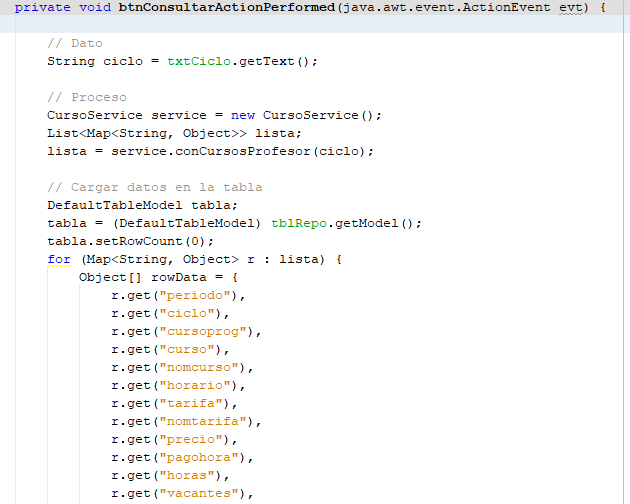 private void btnConsultarActionPerformed(java.awt.event.ActionEvent evt) {
// Dato
String ciclo = txtCiclo.getText();
// Proceso
CursoService service = new CursoService();
List<Map<String, Object>> lista;
lista = service.conCursosProfesor(ciclo);
// Cargar datos en la tabla
DefaultTableModel tabla;
tabla = (DefaultTableModel) tblRepo.getModel();
tabla.setRowCount(0);
for (Map<String, Object> r : lista) {
Object[] rowData = {
r.get("periodo"),
r.get("ciclo"),
r.get("cursoprog"),
r.get("curso"),
r.get("nomcurso"),
r.get("horario"),
r.get("tarifa"),
r.get("nomtarifa"),
r.get("precio"),
r.get("pagohora"),
r.get("horas"),
r.get("vacantes"),